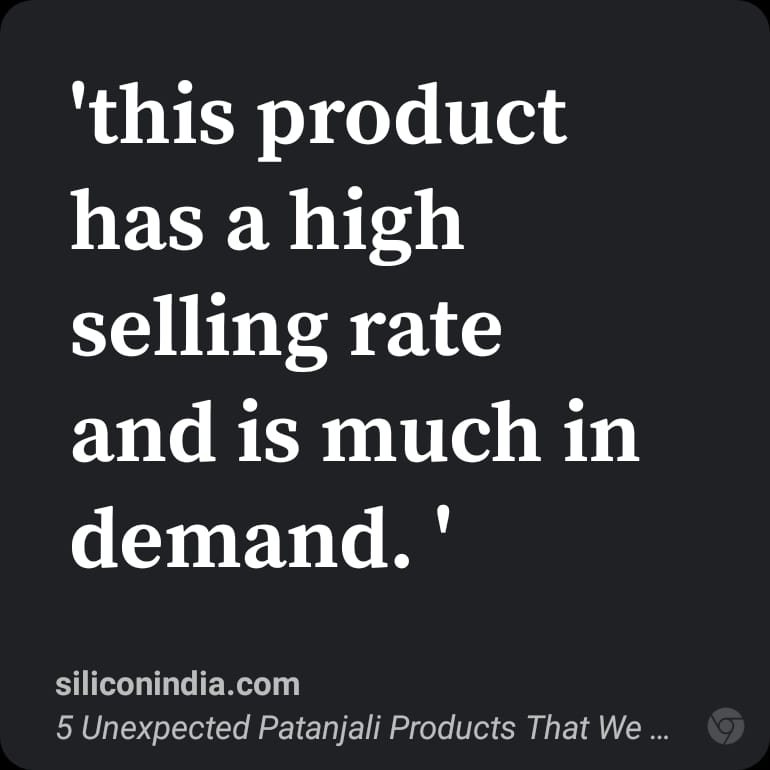 'this product
has a high
selling rate
and is much in
demand. '
siliconindia.com
5 Unexpected Patanjali Products That We ...